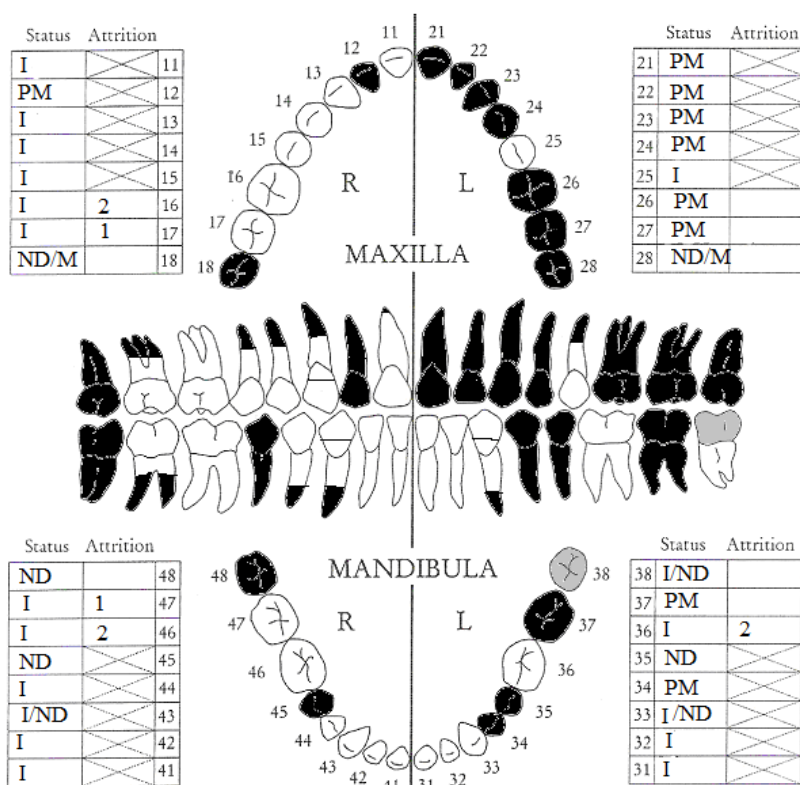 Status Attrition
I 11
PM 12
I 13
I 14
I 15
I 2 16
I 1 17
ND/M 18
11 21
12 22
13 23
14 24
15 25
16 26
17 27
18 28
R L
MAXILLA
Status Attrition
21 PM
22 PM
23 PM
24 PM
25 I
26 PM
27 PM
28 ND/M
Status Attrition
ND 48
I 1 47
I 2 46
ND 45
I 44
I/ND 43
I 42
I 41
MANDIBULA
R L
48 38
47 37
46 36
45 35
44 34
43 33
42 32
41 31
Status Attrition
38 I/ND
37 PM
36 I 2
35 ND
34 PM
33 I/ND
32 I
31 I